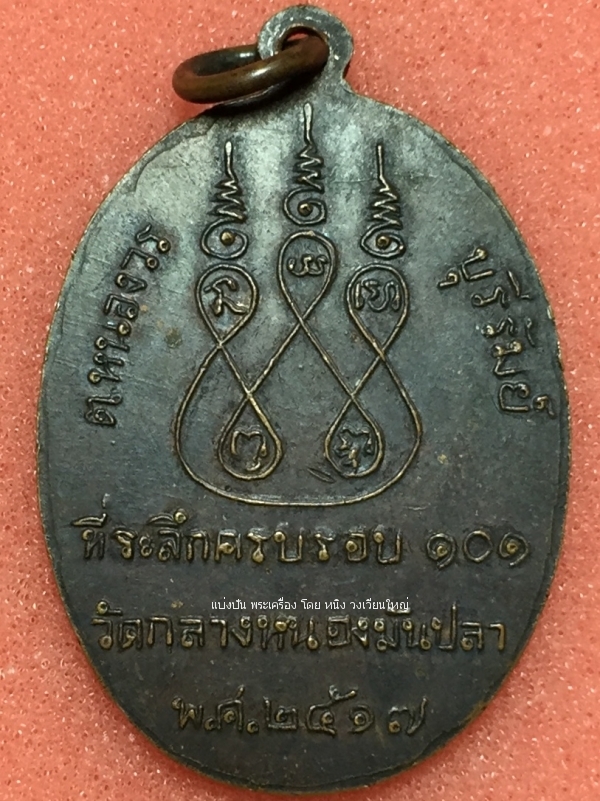 ต.หนองวร
บุรีรัมย์
ที่ระลึกครบรอบ ๑๐๑
แบ่งปัน พระเครื่อง โดย หนิง วงเวียนใหญ่
วัดกลางหนองมันปลา
พ.ศ.๒๕๑๗